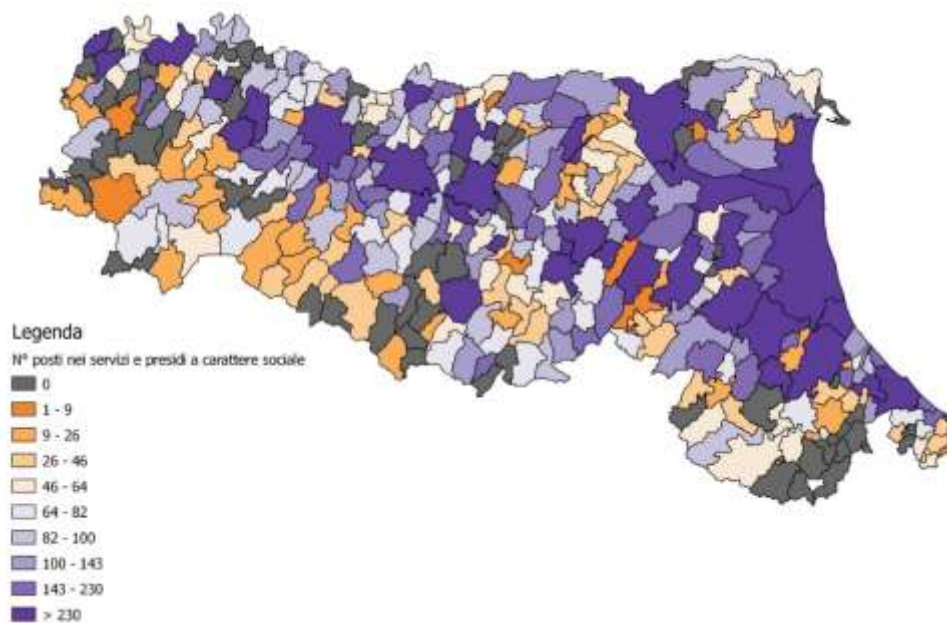 Legenda
N° posti nei servizi e presidi a carattere sociale
0
1 - 9
9 - 26
26 - 46
46 - 64
64 - 82
82 - 100
100 - 143
143 - 230
> 230